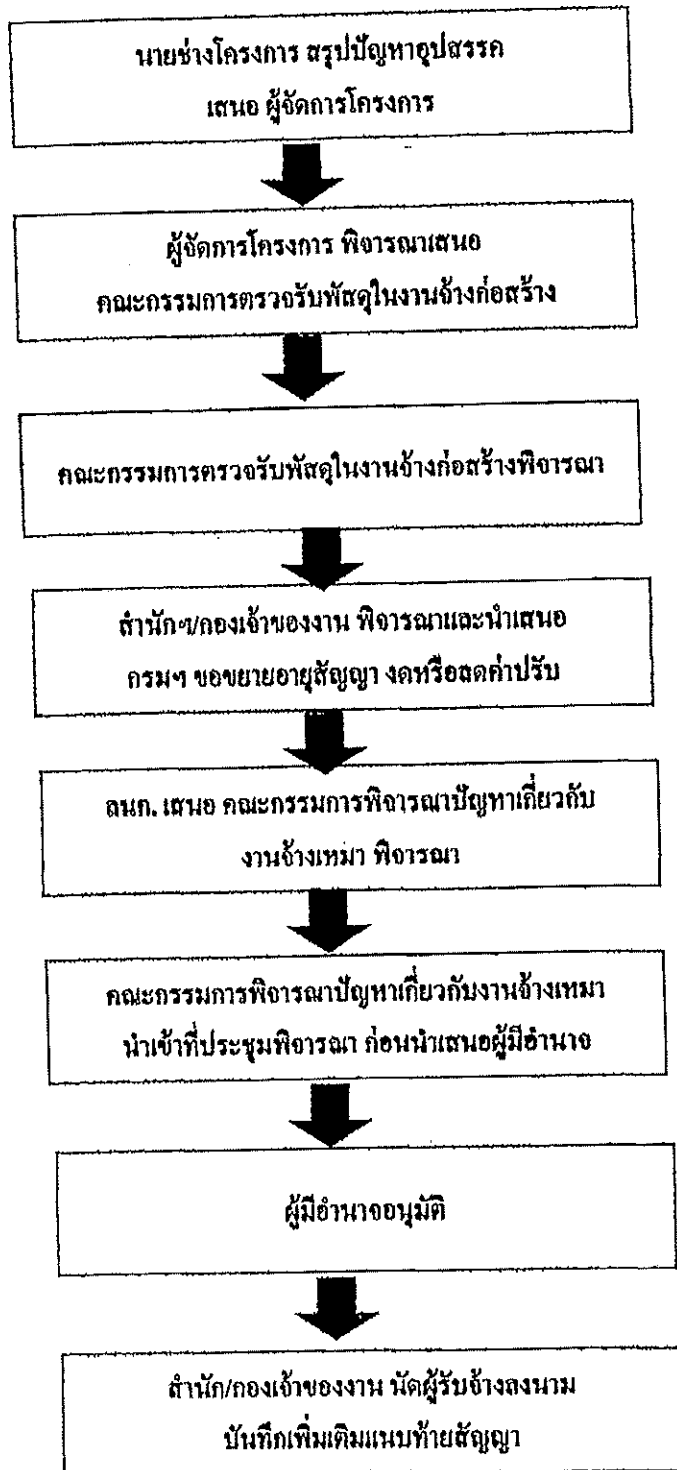 นายช่างโครงการ สรุปปัญหาอุปสรรค
เสนอ ผู้จัดการโครงการ
ผู้จัดการโครงการ พิจารณาเสนอ
คณะกรรมการตรวจรับพัสดุในงานจ้างก่อสร้าง
คณะกรรมการตรวจรับพัสดุในงานจ้างก่อสร้างพิจารณา
สำนักฯ/กองเจ้าของงาน พิจารณาและนำเสนอ
กรมฯ ขอขยายอายุสัญญา งดหรือลดค่าปรับ
สนก. เสนอ คณะกรรมการพิจารณาปัญหาเกี่ยวกับ
งานจ้างเหมา พิจารณา
คณะกรรมการพิจารณาปัญหาเกี่ยวกับงานจ้างเหมา
นำเข้าที่ประชุมพิจารณา ก่อนนำเสนอผู้มีอำนาจ
ผู้มีอำนาจอนุมัติ
สำนัก/กองเจ้าของงาน นัดผู้รับจ้างลงนาม
บันทึกเพิ่มเติมแนบท้ายสัญญา